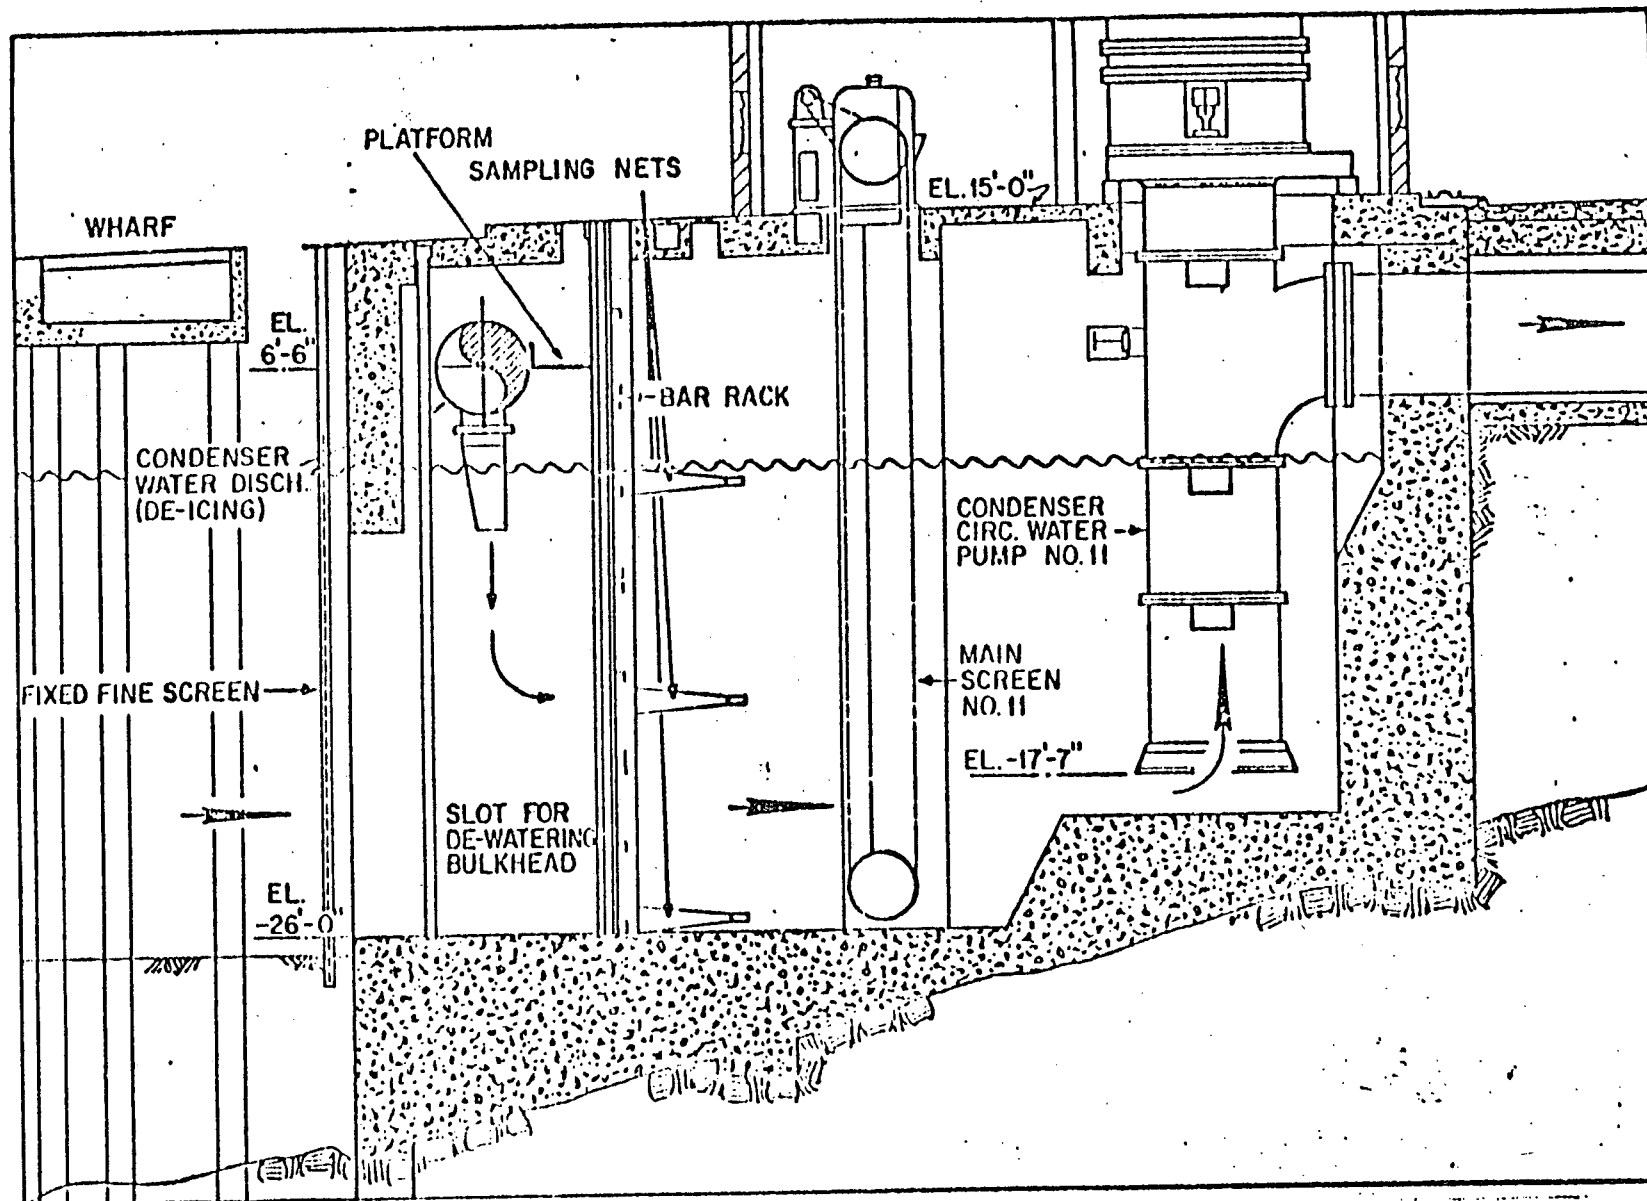 PLATFORM
SAMPLING NETS
EL. 15'-0"
WHARF
EL.
6'-6"
BAR RACK
CONDENSER
WATER DISCH.
(DE-ICING)
CONDENSER
CIRC. WATER
PUMP NO. 11
FIXED FINE SCREEN
MAIN
SCREEN
NO. 11
EL. -17'-7"
SLOT FOR
DE-WATERING
BULKHEAD
EL.
-26'-0"